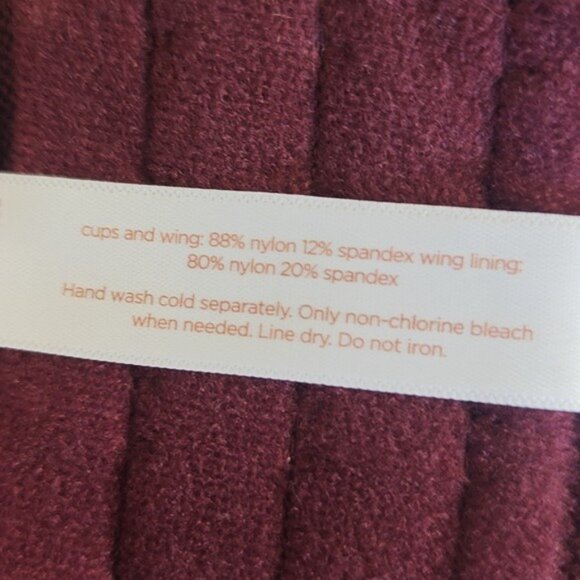 cups and wing: 88% nylon 12% spandex wing lining:
80% nylon 20% spandex
Hand wash cold separately. Only non-chlorine bleach
when needed. Line dry. Do not iron.